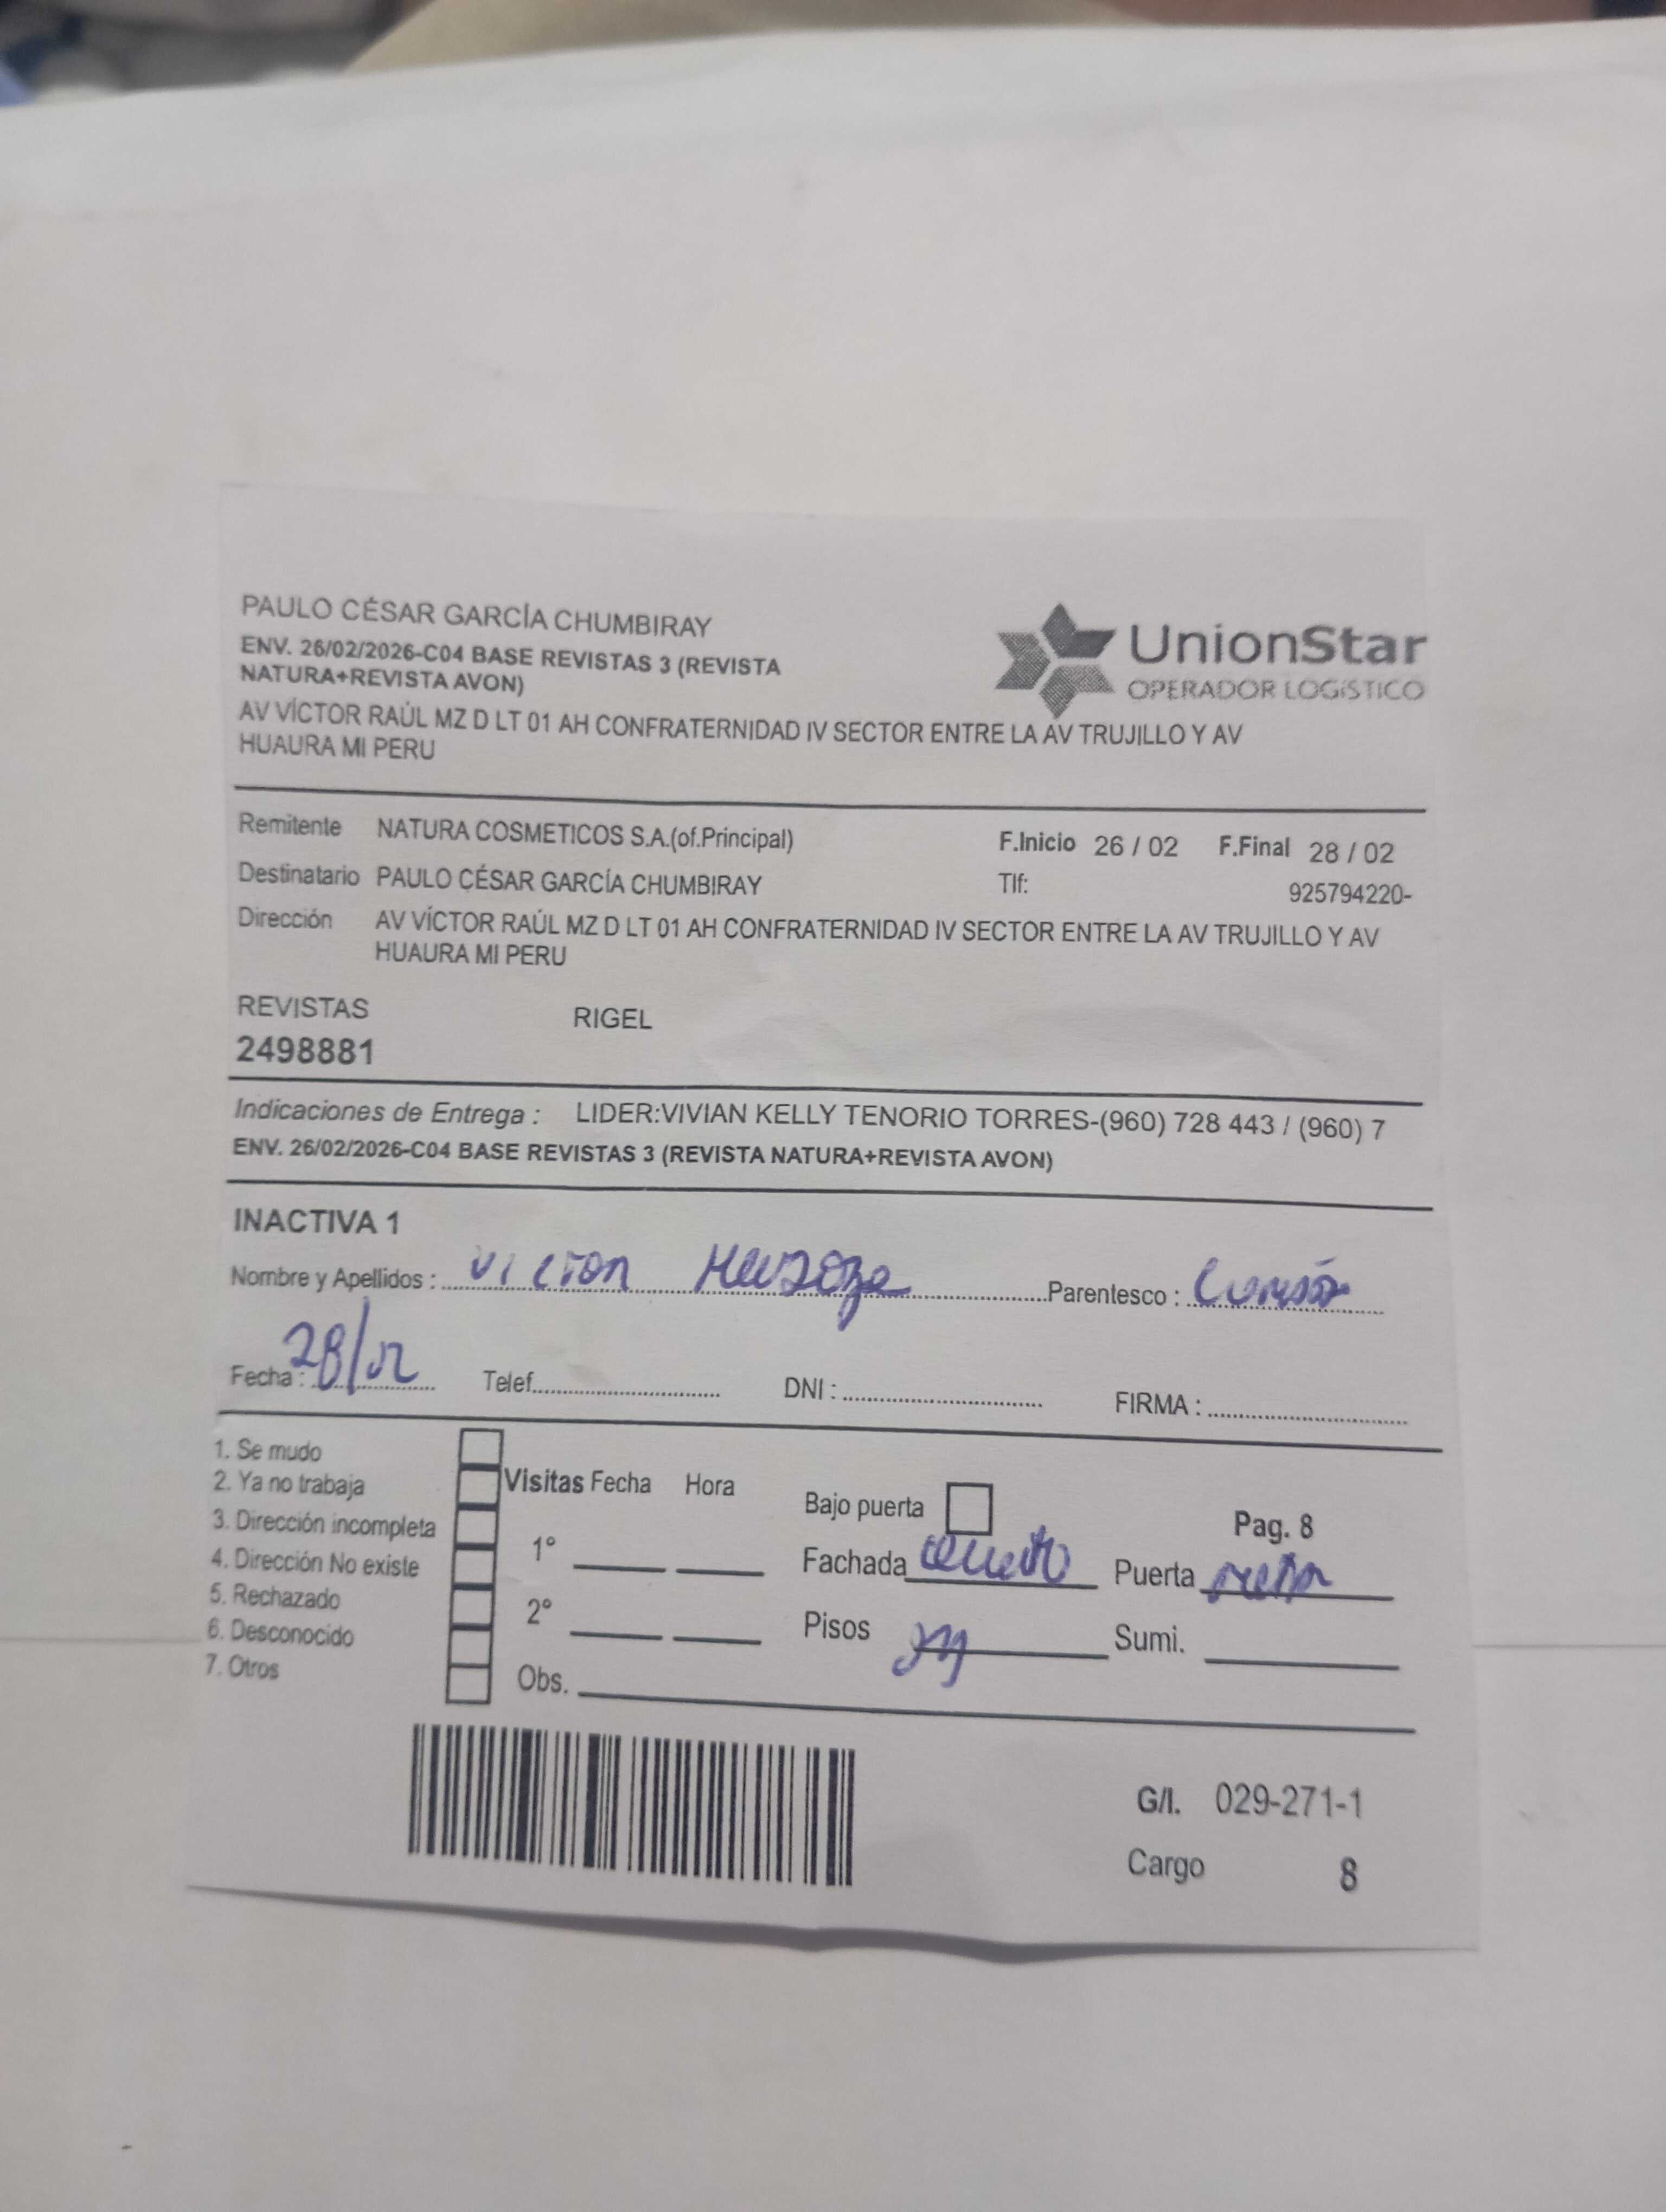 PAULO CÉSAR GARCÍA CHUMBIRAY
ENV. 26/02/2026-C04 BASE REVISTAS 3 (REVISTA
NATURA+REVISTA AVON)
UnionStar
OPERADOR LOGÍSTICO
AV VÍCTOR RAÚL MZ D LT 01 AH CONFRATERNIDAD IV SECTOR ENTRE LA AV TRUJILLO Y AV
HUAURA MI PERU
Remitente NATURA COSMETICOS S.A.(of.Principal) F.Inicio 26 / 02 F.Final 28 / 02
Destinatario PAULO CÉSAR GARCÍA CHUMBIRAY Tlf: 925794220-
Dirección AV VÍCTOR RAÚL MZ D LT 01 AH CONFRATERNIDAD IV SECTOR ENTRE LA AV TRUJILLO Y AV
HUAURA MI PERU
REVISTAS RIGEL
2498881
Indicaciones de Entrega : LIDER:VIVIAN KELLY TENORIO TORRES-(960) 728 443 / (960) 7
ENV. 26/02/2026-C04 BASE REVISTAS 3 (REVISTA NATURA+REVISTA AVON)
INACTIVA 1
Nombre y Apellidos : Victor Parentesco :
Fecha : 28/02 Telef. DNI : FIRMA :
1. Se mudo
2. Ya no trabaja
3. Dirección incompleta
4. Dirección No existe
5. Rechazado
6. Desconocido
7. Otros
Visitas Fecha Hora
1°
2°
Obs.
Bajo puerta Pag. 8
Fachada Puerta
Pisos Sumi.
G/I. 029-271-1
Cargo 8